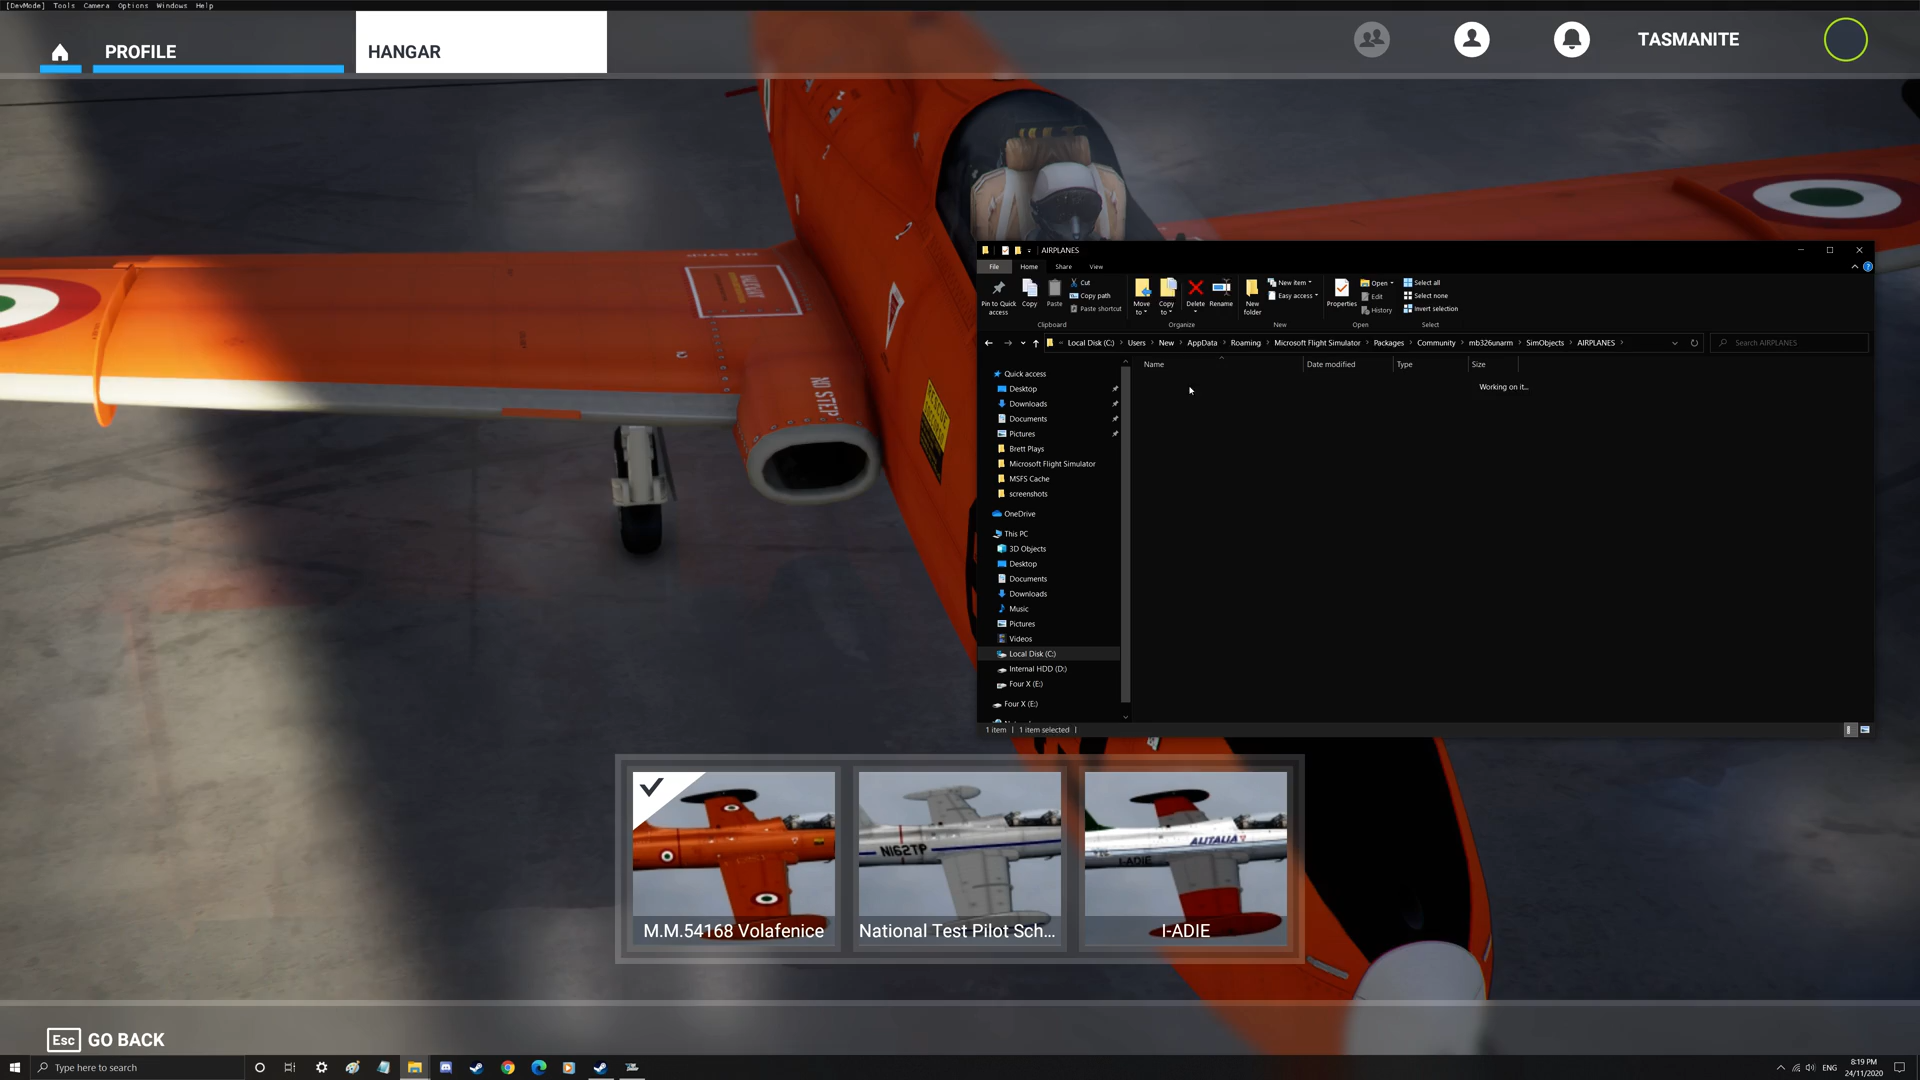 [DevMode] Tools Camera Options Windows Help
PROFILE
HANGAR
TASMANITE
NO STEP
NO STEP
AIRPLANES
File Home Share View
Pin to Quick access
Copy
Paste
Cut
Copy path
Paste shortcut
Clipboard
Move to
Copy to
Delete
Rename
Organize
New folder
New item
Easy access
New
Properties
Open
Edit
History
Open
Select all
Select none
Invert selection
Select
Local Disk (C:) Users New AppData Roaming Microsoft Flight Simulator Packages Community mb326unarm SimObjects AIRPLANES
Search AIRPLANES
Name Date modified Type Size
Working on it...
Quick access
Desktop
Downloads
Documents
Pictures
Brett Plays
Microsoft Flight Simulator
MSFS Cache
screenshots
OneDrive
This PC
3D Objects
Desktop
Documents
Downloads
Music
Pictures
Videos
Local Disk (C:)
Internal HDD (D:)
Four X (E:)
Four X (E:)
1 item 1 item selected
N162TP
ALITALIA
I-ADIE
M.M.54168 Volafenice
National Test Pilot Sch...
I-ADIE
Esc GO BACK
Type here to search
ENG
8:19 PM
24/11/2020